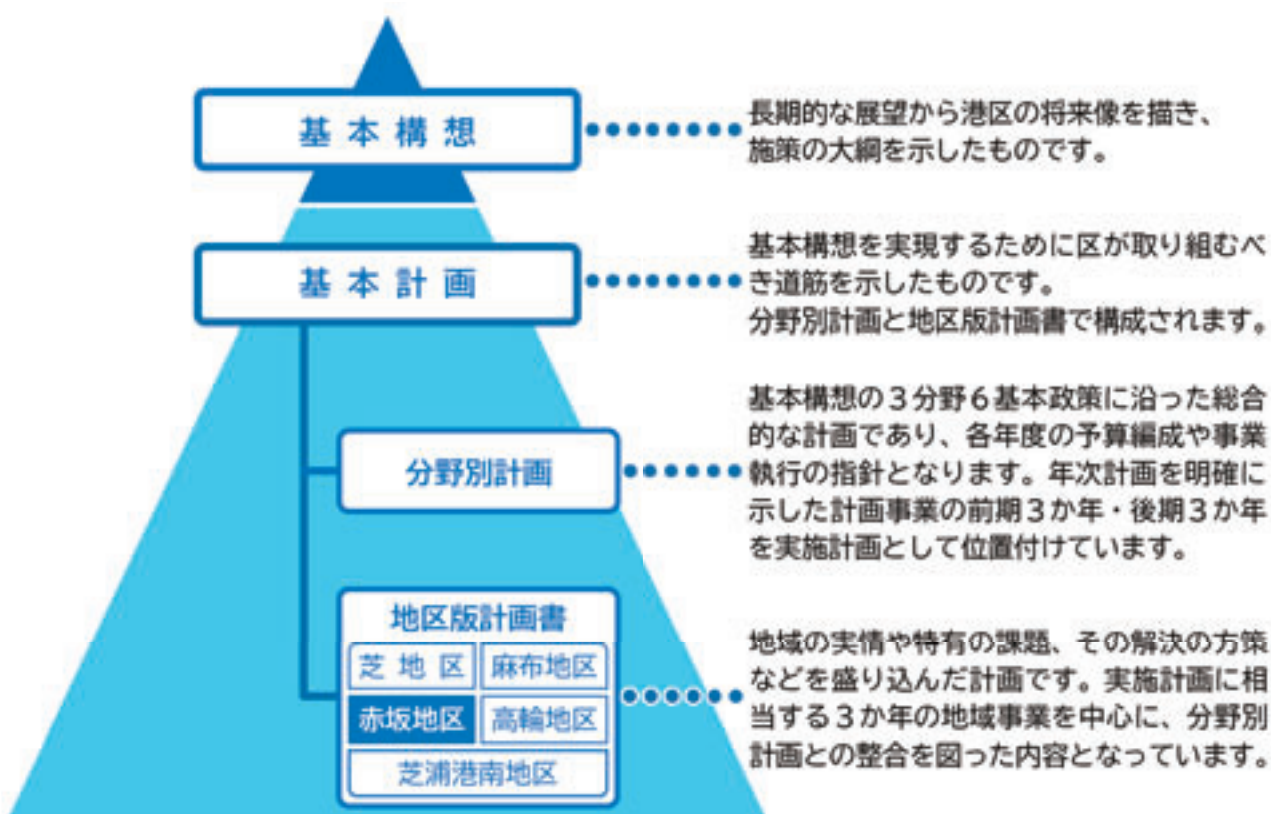 基本構想
長期的な展望から港区の将来像を描き、
施策の大綱を示したものです。
基本計画
基本構想を実現するために区が取り組むべ
き道筋を示したものです。
分野別計画と地区版計画書で構成されます。
分野別計画
基本構想の3分野6基本政策に沿った総合
的な計画であり、各年度の予算編成や事業
執行の指針となります。年次計画を明確に
示した計画事業の前期3か年・後期3か年
を実施計画として位置付けています。
地区版計画書
芝地区
麻布地区
赤坂地区
高輪地区
芝浦港南地区
地域の実情や特有の課題、その解決の方策
などを盛り込んだ計画です。実施計画に相
当する3か年の地域事業を中心に、分野別
計画との整合を図った内容となっています。